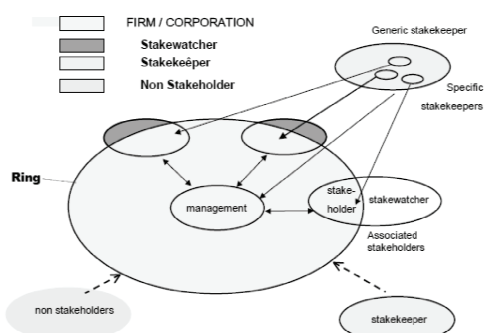 FIRM / CORPORATION
Stakewatcher
Stakekeêper
Non Stakeholder
Generic stakekeeper
Specific
stakekeepers
Ring
management
stake-
holder
stakewatcher
Associated
stakeholders
non stakeholders
stakekeeper